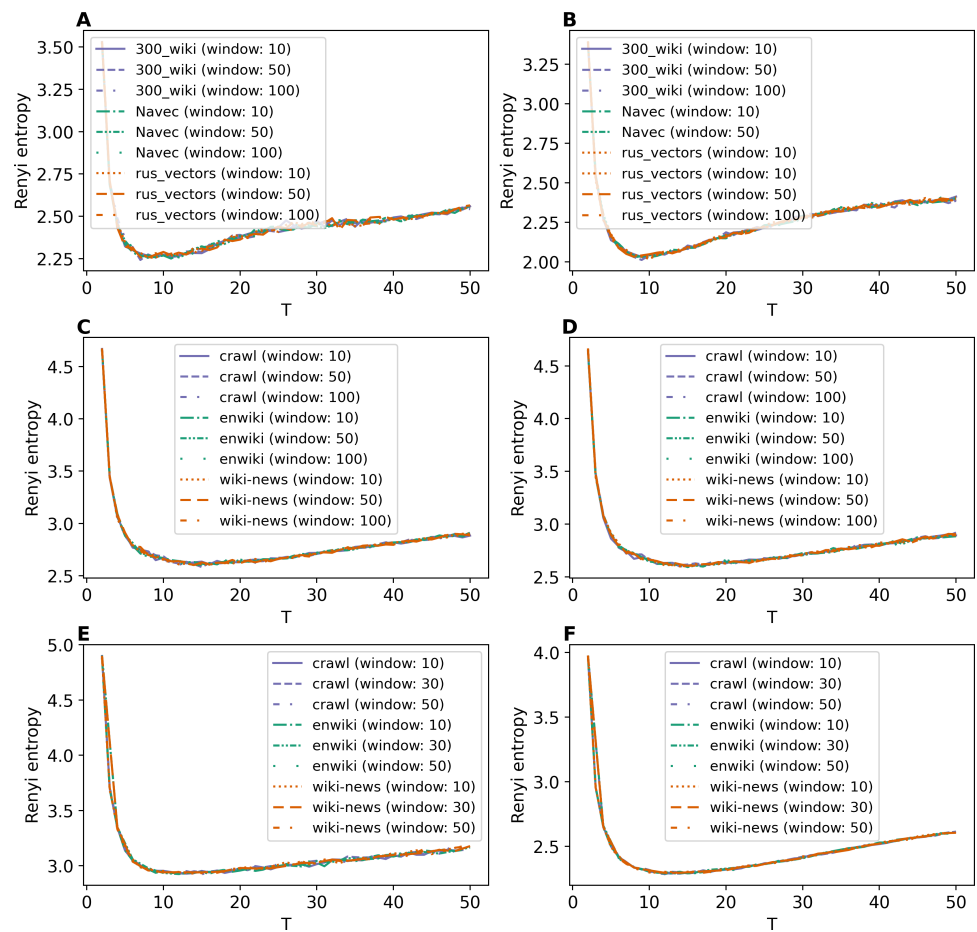 A
Renyi entropy
3.50
3.25
3.00
2.75
2.50
2.25
300_wiki (window: 10)
300_wiki (window: 50)
300_wiki (window: 100)
Navec (window: 10)
Navec (window: 50)
Navec (window: 100)
rus_vectors (window: 10)
rus_vectors (window: 50)
rus_vectors (window: 100)
0 10 20 30 40 50
T
B
Renyi entropy
3.25
3.00
2.75
2.50
2.25
2.00
300_wiki (window: 10)
300_wiki (window: 50)
300_wiki (window: 100)
Navec (window: 10)
Navec (window: 50)
rus_vectors (window: 10)
rus_vectors (window: 10)
rus_vectors (window: 50)
rus_vectors (window: 100)
0 10 20 30 40 50
T
C
Renyi entropy
4.5
4.0
3.5
3.0
2.5
crawl (window: 10)
crawl (window: 50)
crawl (window: 100)
enwiki (window: 10)
enwiki (window: 50)
enwiki (window: 100)
wiki-news (window: 10)
wiki-news (window: 50)
wiki-news (window: 100)
0 10 20 30 40 50
T
D
Renyi entropy
4.5
4.0
3.5
3.0
2.5
crawl (window: 10)
crawl (window: 50)
crawl (window: 100)
enwiki (window: 10)
enwiki (window: 50)
enwiki (window: 100)
wiki-news (window: 10)
wiki-news (window: 50)
wiki-news (window: 100)
0 10 20 30 40 50
T
E
Renyi entropy
5.0
4.5
4.0
3.5
3.0
crawl (window: 10)
crawl (window: 30)
crawl (window: 50)
enwiki (window: 10)
enwiki (window: 30)
enwiki (window: 50)
wiki-news (window: 10)
wiki-news (window: 30)
wiki-news (window: 50)
0 10 20 30 40 50
T
F
Renyi entropy
4.0
3.5
3.0
2.5
crawl (window: 10)
crawl (window: 30)
crawl (window: 50)
enwiki (window: 10)
enwiki (window: 30)
enwiki (window: 50)
wiki-news (window: 10)
wiki-news (window: 30)
wiki-news (window: 50)
0 10 20 30 40 50
T